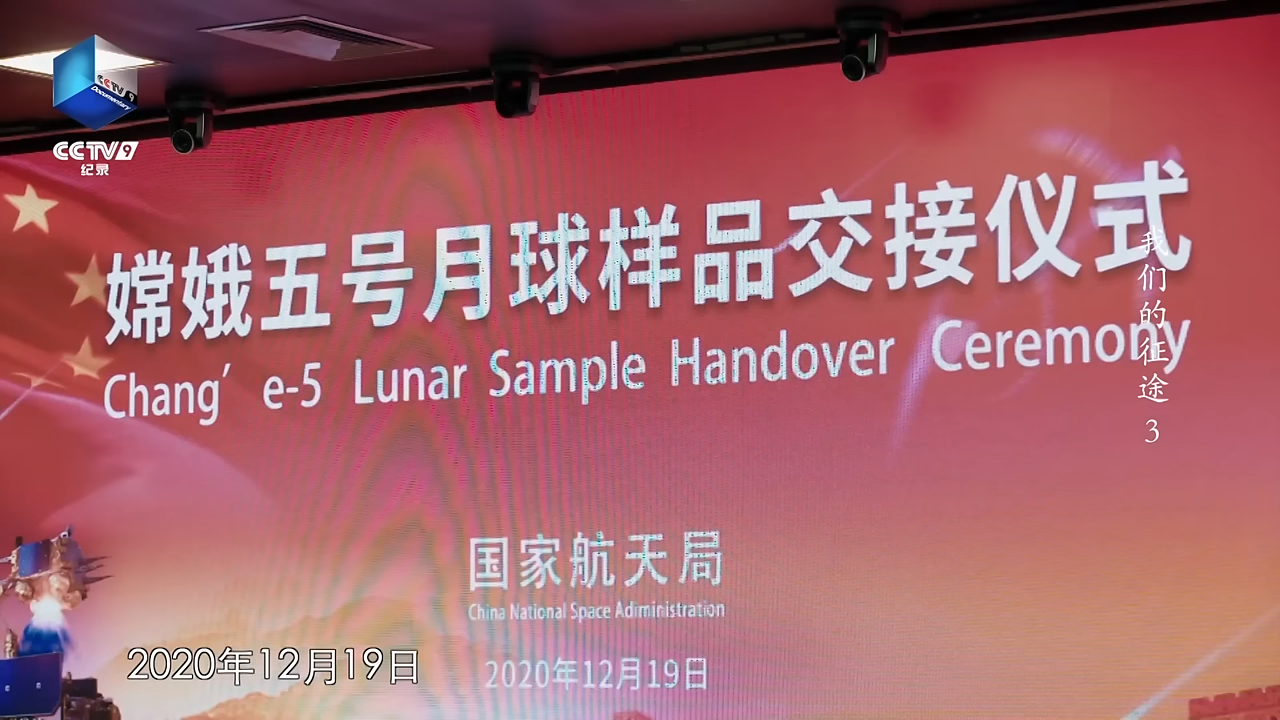 CCTV 9
Documentary
CCTV9
纪录
嫦娥五号月球样品交接仪式
Chang'e-5 Lunar Sample Handover Ceremony
我们的征途 3
国家航天局
China National Space Adiministration
2020年12月19日
2020年12月19日